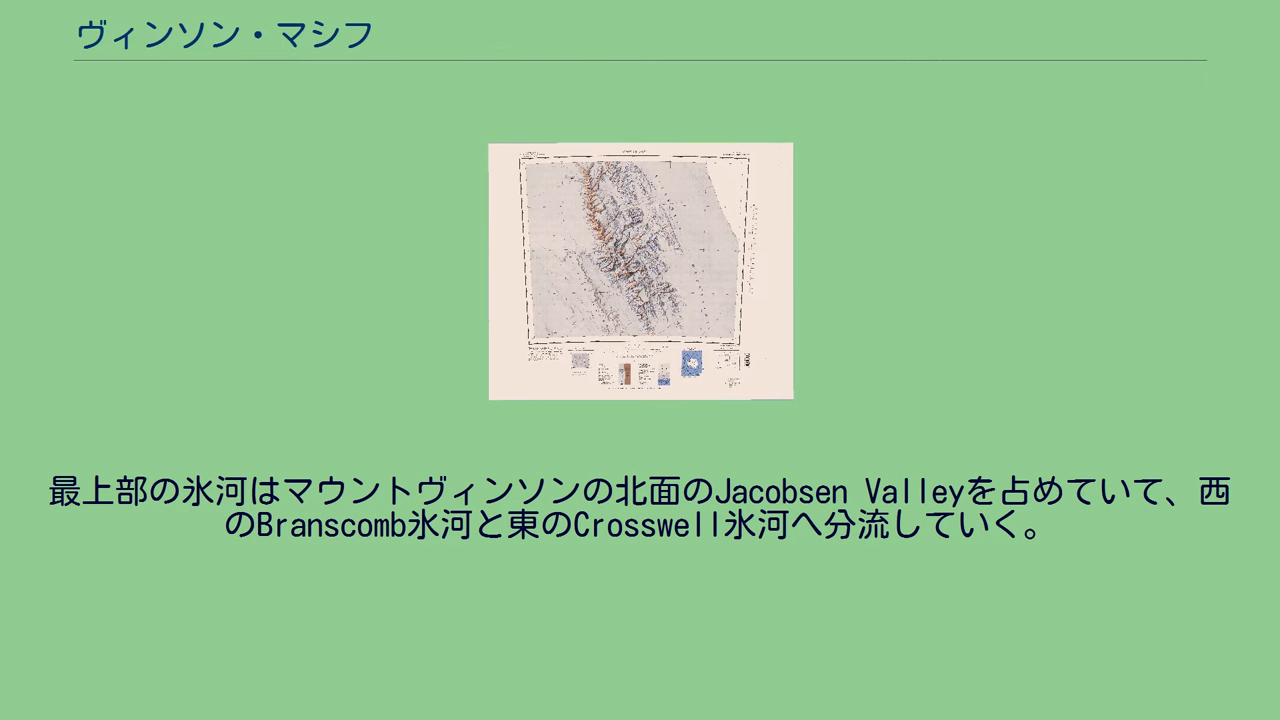 ヴィンソン・マシフ
最上部の氷河はマウントヴィンソンの北面のJacobsen Valleyを占めていて、西
のBranscomb氷河と東のCrosswell氷河へ分流していく。